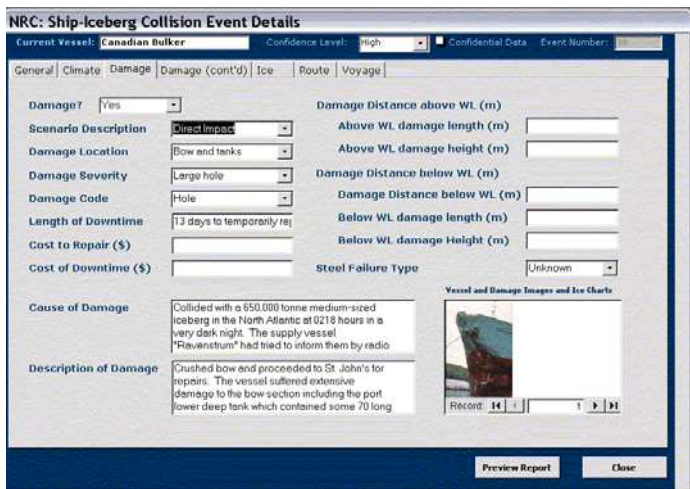 NRC: Ship-Iceberg Collision Event Details
Current Vessel: Canadian Bulker Confidence Level: High Confidential Data Event Number:
General Climate Damage Damage (cont'd) Ice Route Voyage
Damage? Yes
Scenario Description Direct Impact
Damage Location Bow and tanks
Damage Severity Large hole
Damage Code Hole
Length of Downtime 13 days to temporarily rep
Cost to Repair ($)
Cost of Downtime ($)
Damage Distance above WL (m)
Above WL damage length (m)
Above WL damage height (m)
Damage Distance below WL (m)
Damage Distance below WL (m)
Below WL damage length (m)
Below WL damage Height (m)
Steel Failure Type Unknown
Cause of Damage
Collided with a 650,000 tonne medium-sized
iceberg in the North Atlantic at 0218 hours in a
very dark night. The supply vessel
"Ravenstrum" had tried to inform them by radio
Description of Damage
Crushed bow and proceeded to St. John's for
repairs. The vessel suffered extensive
damage to the bow section including the port
lower deep tank which contained some 70 long
Vessel and Damage Images and Ice Charts
Record: 1
Preview Report Close